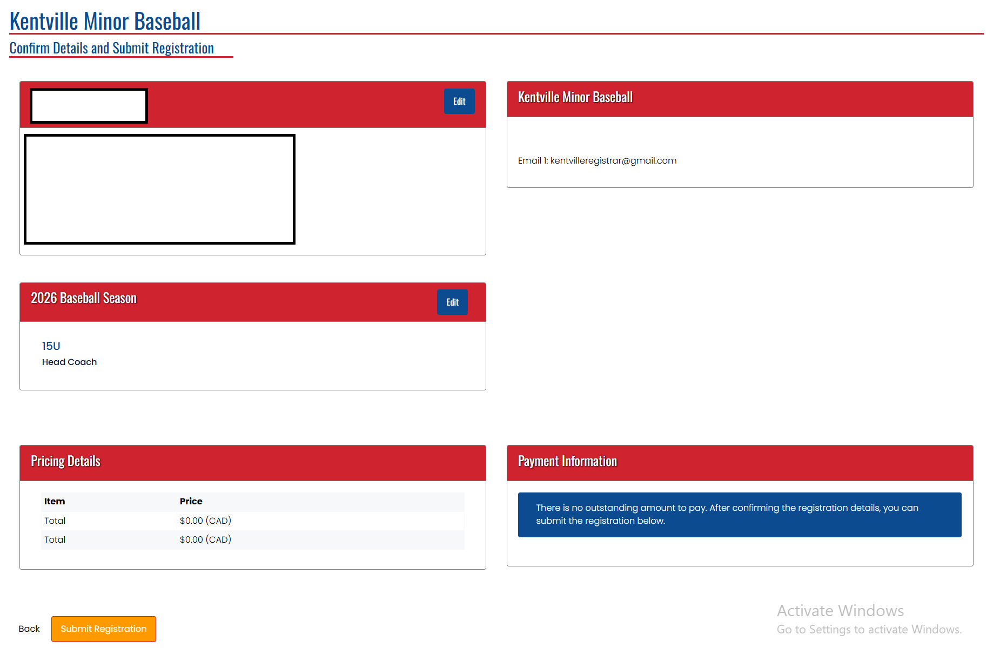 Kentville Minor Baseball
Confirm Details and Submit Registration
Edit
Kentville Minor Baseball
Email 1: kentvilleregistrar@gmail.com
2026 Baseball Season
Edit
15U
Head Coach
Pricing Details
Item Price
Total $0.00 (CAD)
Total $0.00 (CAD)
Payment Information
There is no outstanding amount to pay. After confirming the registration details, you can
submit the registration below.
Back
Submit Registration
Activate Windows
Go to Settings to activate Windows.